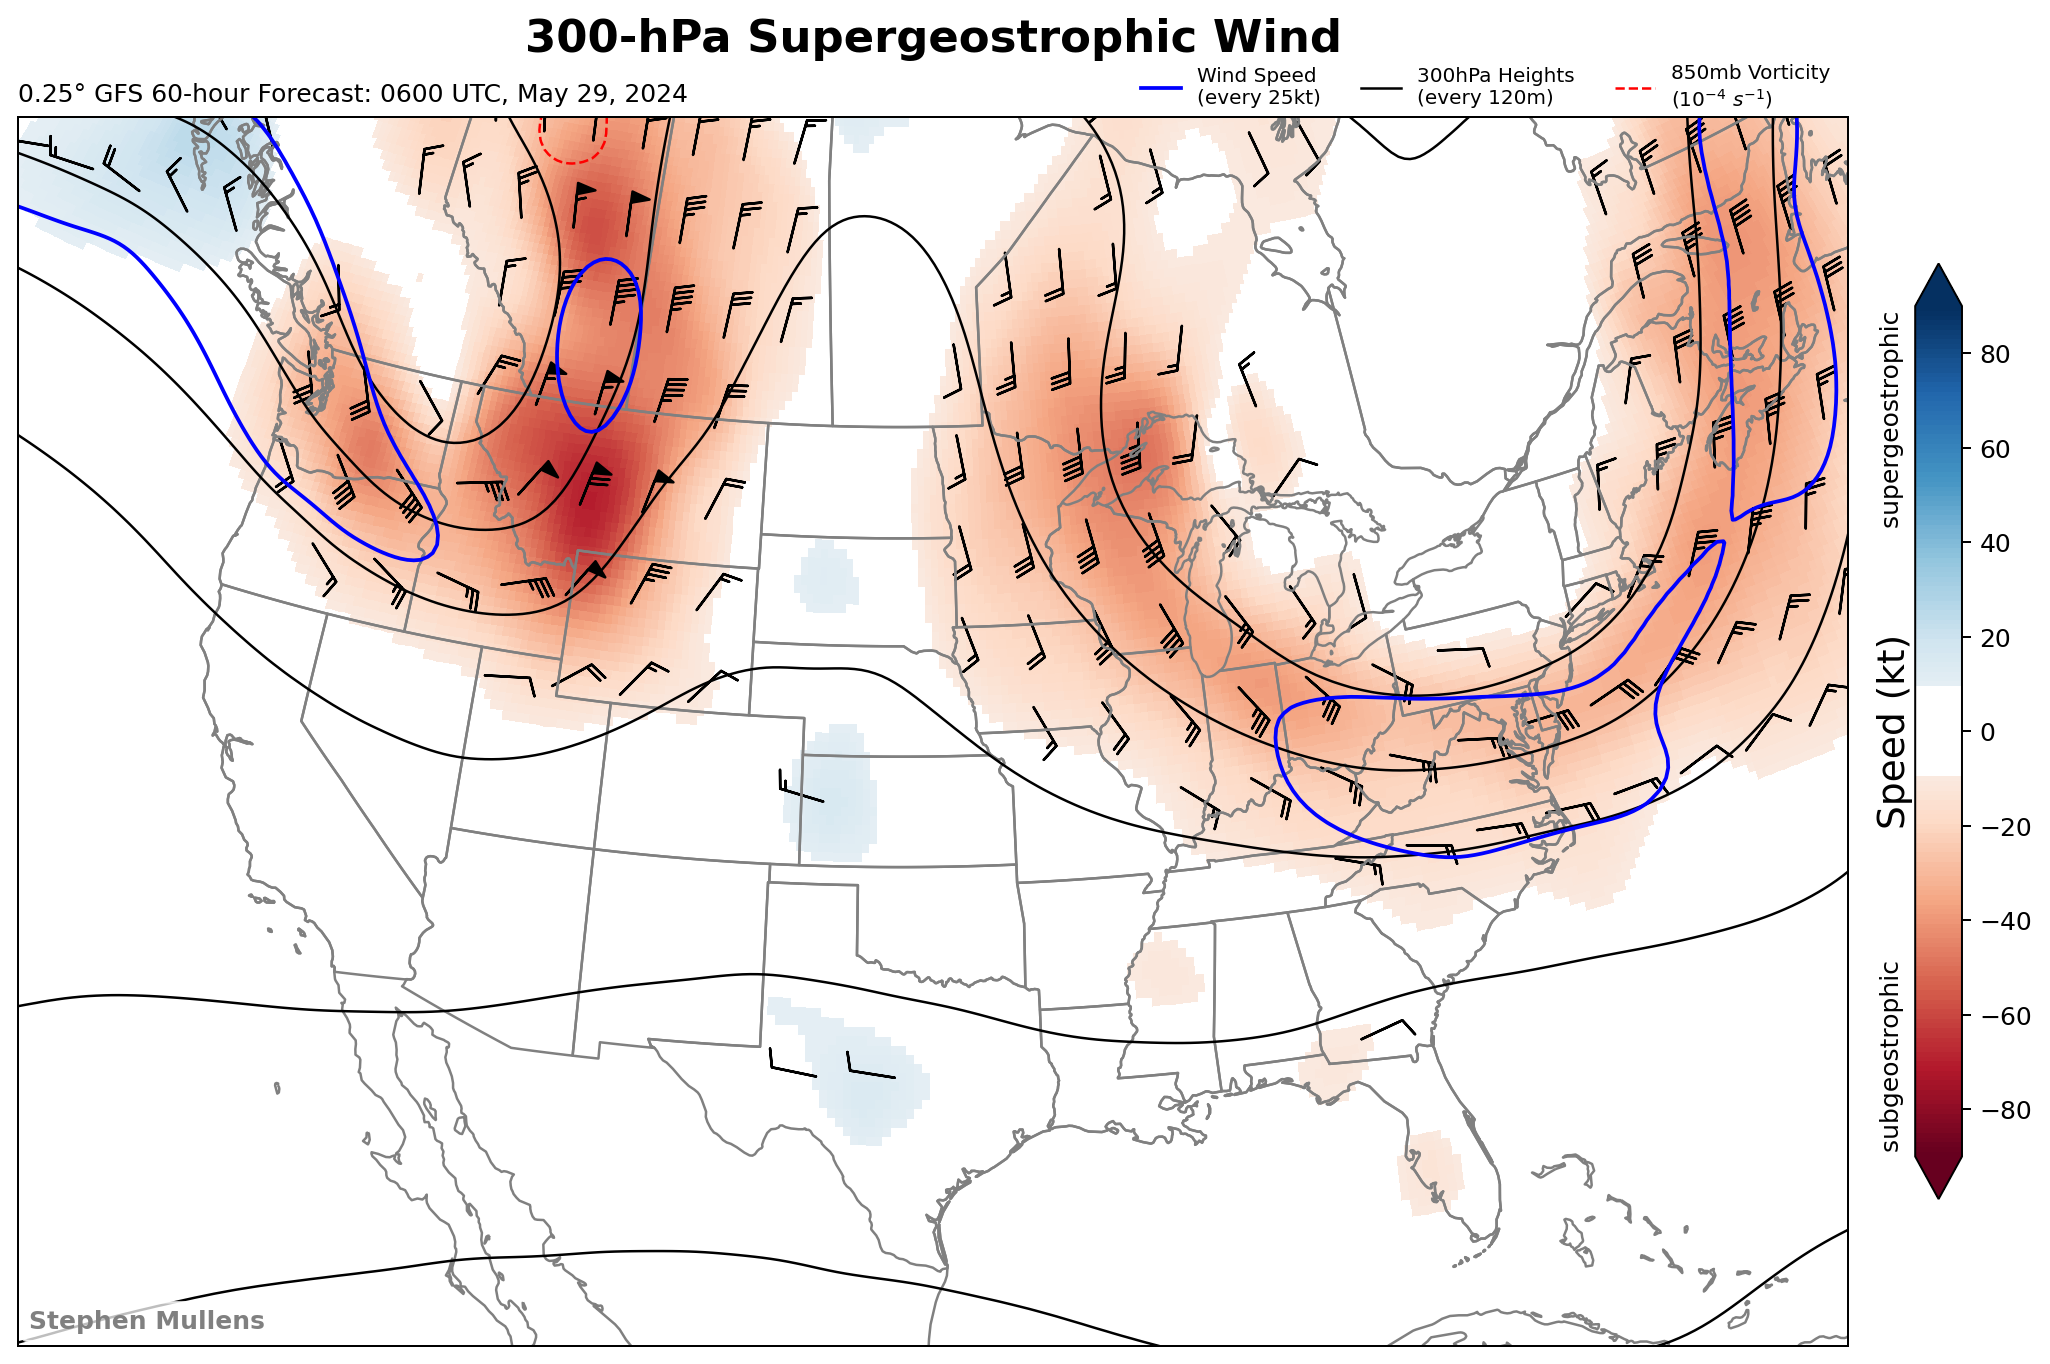 300-hPa Supergeostrophic Wind
0.25° GFS 60-hour Forecast: 0600 UTC, May 29, 2024
Wind Speed
(every 25kt)
300hPa Heights
(every 120m)
850mb Vorticity
(10⁻⁴ s⁻¹)
supergeostrophic
Speed (kt)
subgeostrophic
80
60
40
20
0
−20
−40
−60
−80
Stephen Mullens